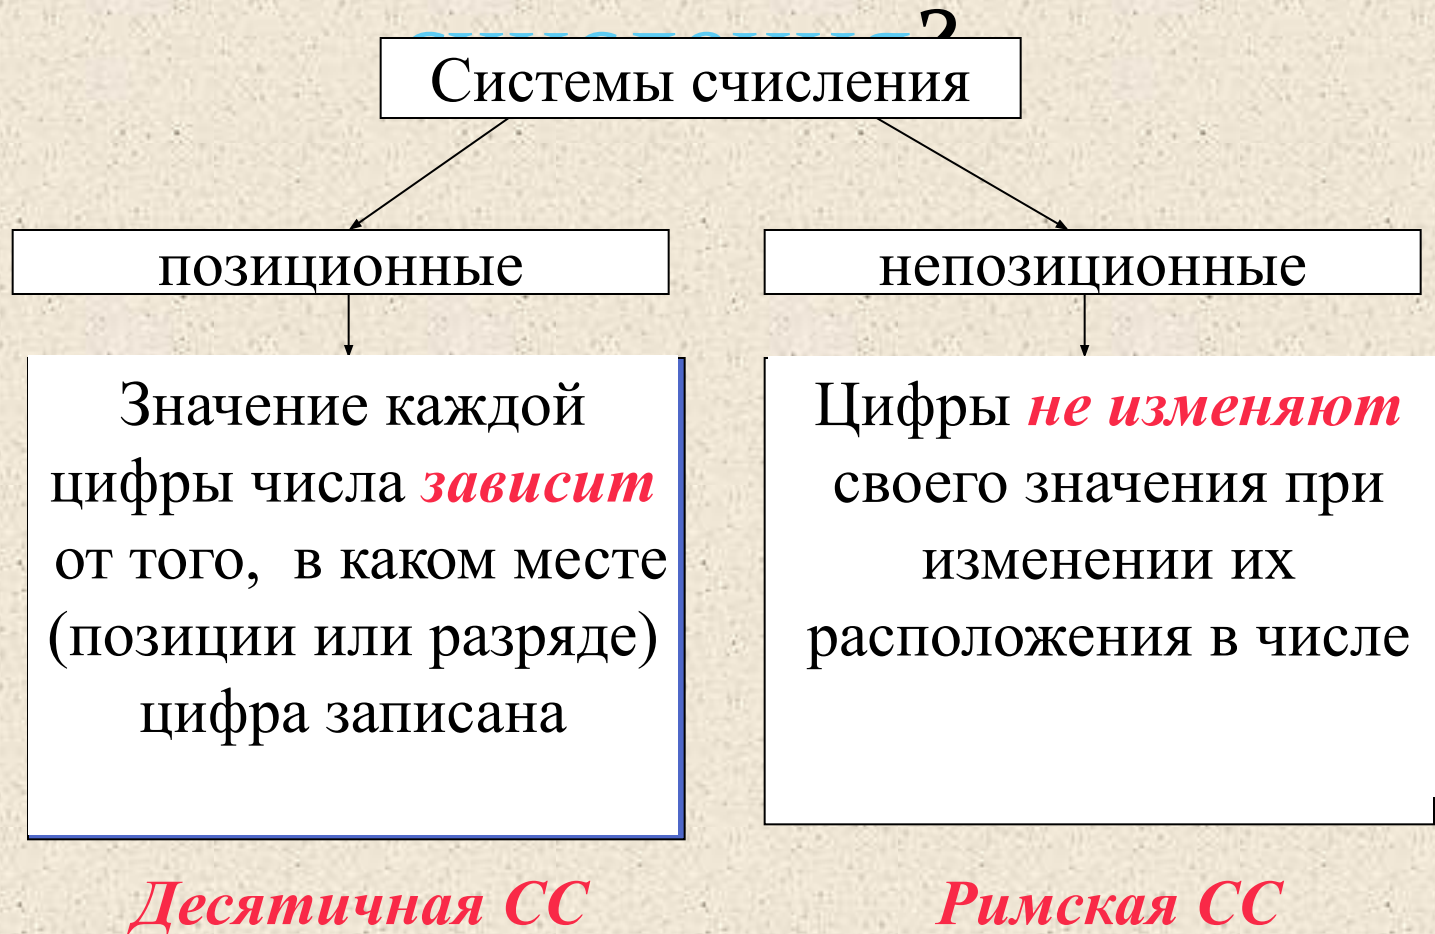 Системы счисления
позиционные
непозиционные
Значение каждой
цифры числа зависит
от того, в каком месте
(позиции или разряде)
цифра записана
Цифры не изменяют
своего значения при
изменении их
расположения в числе
Десятичная СС
Римская СС